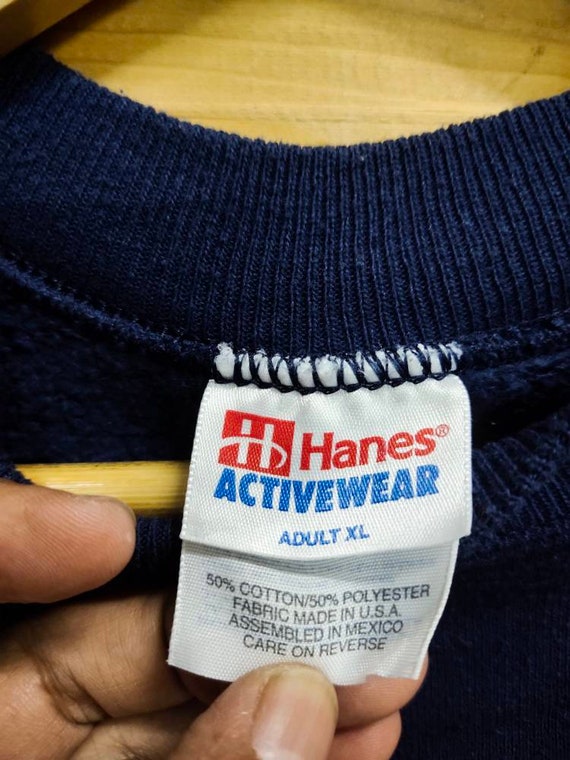 Hanes®
ACTIVEWEAR
ADULT XL
50% COTTON/50% POLYESTER
FABRIC MADE IN U.S.A.
ASSEMBLED IN MEXICO
CARE ON REVERSE